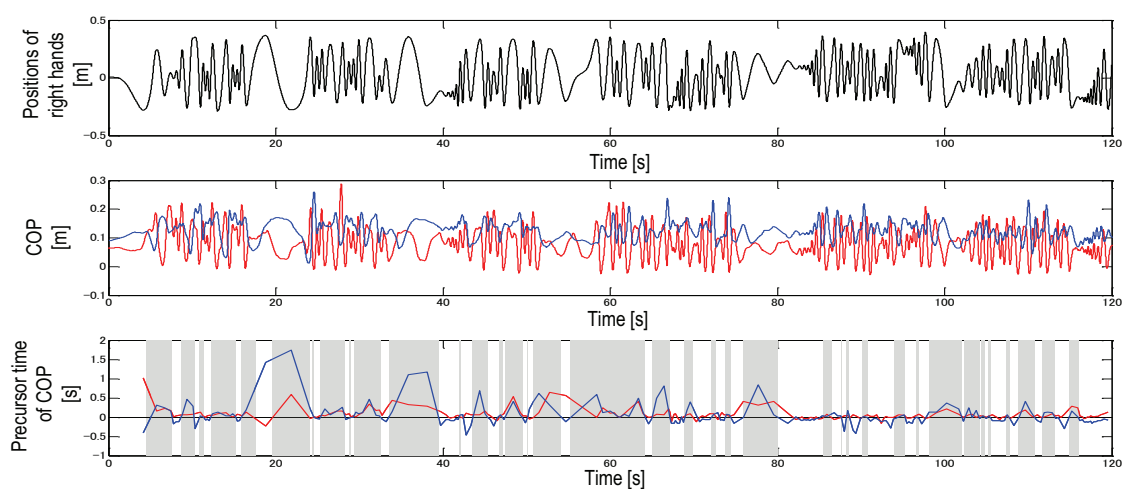 Positions of
right hands
[m]
0.5
0
−0.5
0 20 40 60 80 100 120
Time [s]
COP
[m]
0.3
0.2
0.1
0
−0.1
0 20 40 60 80 100 120
Time [s]
Precursor time
of COP
[s]
2
1.5
1
0.5
0
−0.5
−1
0 20 40 60 80 100 120
Time [s]